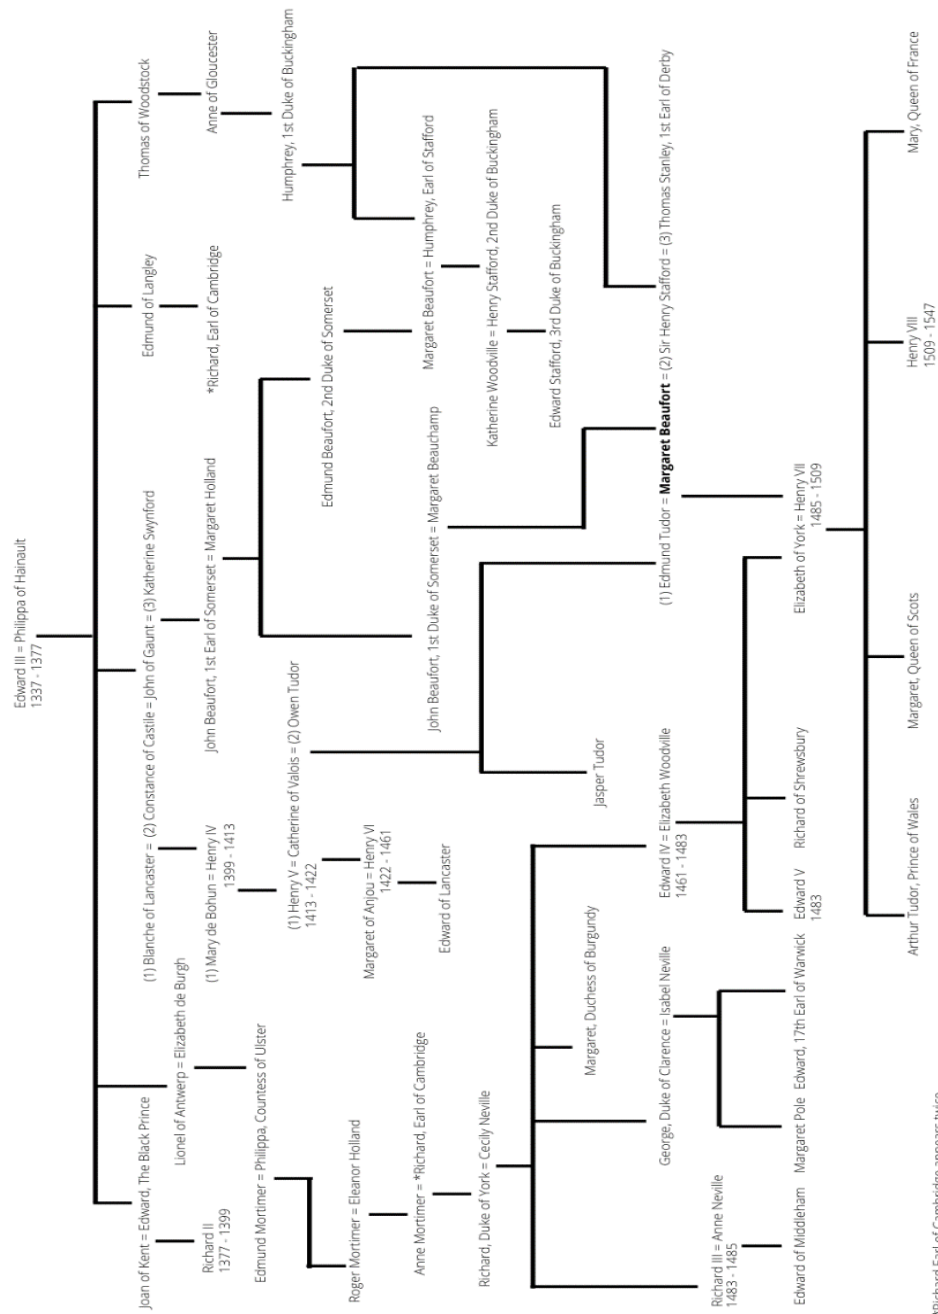 Edward III = Philippa of Hainault
1337 - 1377
Joan of Kent = Edward, The Black Prince
Lionel of Antwerp = Elizabeth de Burgh
(1) Blanche of Lancaster = (2) Constance of Castile = John of Gaunt = (3) Katherine Swynford
Edmund of Langley
Thomas of Woodstock
Richard II
1377 - 1399
(1) Mary de Bohun = Henry IV
1399 - 1413
John Beaufort, 1st Earl of Somerset = Margaret Holland
*Richard, Earl of Cambridge
Anne of Gloucester
Edmund Mortimer = Philippa, Countess of Ulster
(1) Henry V = Catherine of Valois = (2) Owen Tudor
1413 - 1422
Edmund Beaufort, 2nd Duke of Somerset
Humphrey, 1st Duke of Buckingham
Roger Mortimer = Eleanor Holland
Margaret of Anjou = Henry VI
1422 - 1461
Anne Mortimer = *Richard, Earl of Cambridge
Edward of Lancaster
John Beaufort, 1st Duke of Somerset = Margaret Beauchamp
Margaret Beaufort = Humphrey, Earl of Stafford
Richard, Duke of York = Cecily Neville
Katherine Woodville = Henry Stafford, 2nd Duke of Buckingham
Edward Stafford, 3rd Duke of Buckingham
Margaret, Duchess of Burgundy
Jasper Tudor
George, Duke of Clarence = Isabel Neville
Edward IV = Elizabeth Woodville
1461 - 1483
(1) Edmund Tudor = Margaret Beaufort = (2) Sir Henry Stafford = (3) Thomas Stanley, 1st Earl of Derby
Richard III = Anne Neville
1483 - 1485
Edward of Middleham
Margaret Pole
Edward, 17th Earl of Warwick
Edward V
1483
Richard of Shrewsbury
Elizabeth of York = Henry VII
1485 - 1509
Arthur Tudor, Prince of Wales
Margaret, Queen of Scots
Henry VIII
1509 - 1547
Mary, Queen of France
*Richard Earl of Cambridge appears twice